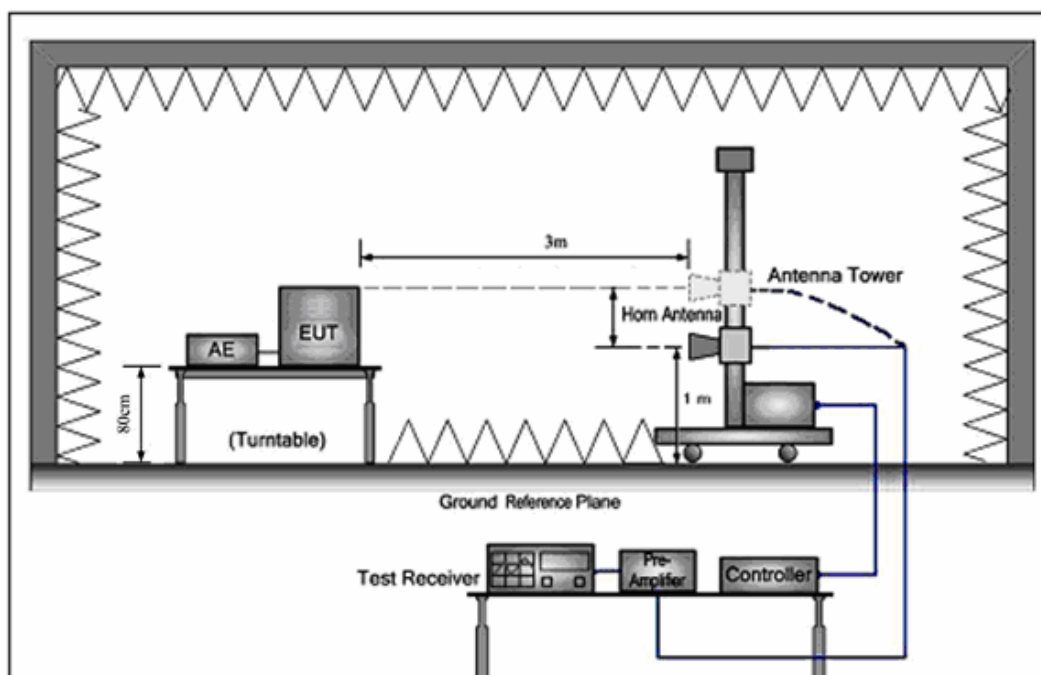 3m
Antenna Tower
Horn Antenna
EUT
AE
1 m
80cm
(Turntable)
Ground Reference Plane
Test Receiver
Pre-
Amplifier
Controller